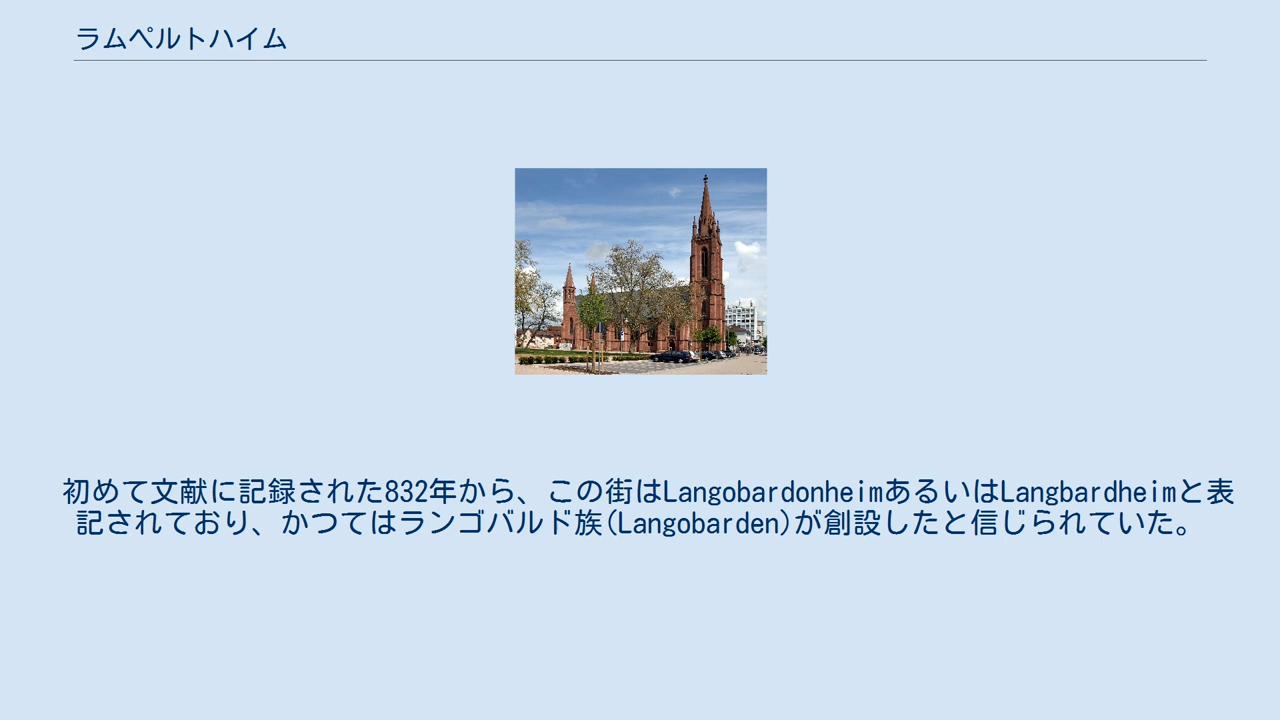 ラムペルトハイム
初めて文献に記録された832年から、この街はLangobardonheimあるいはLangbardheimと表
記されており、かつてはランゴバルド族(Langobarden)が創設したと信じられていた。